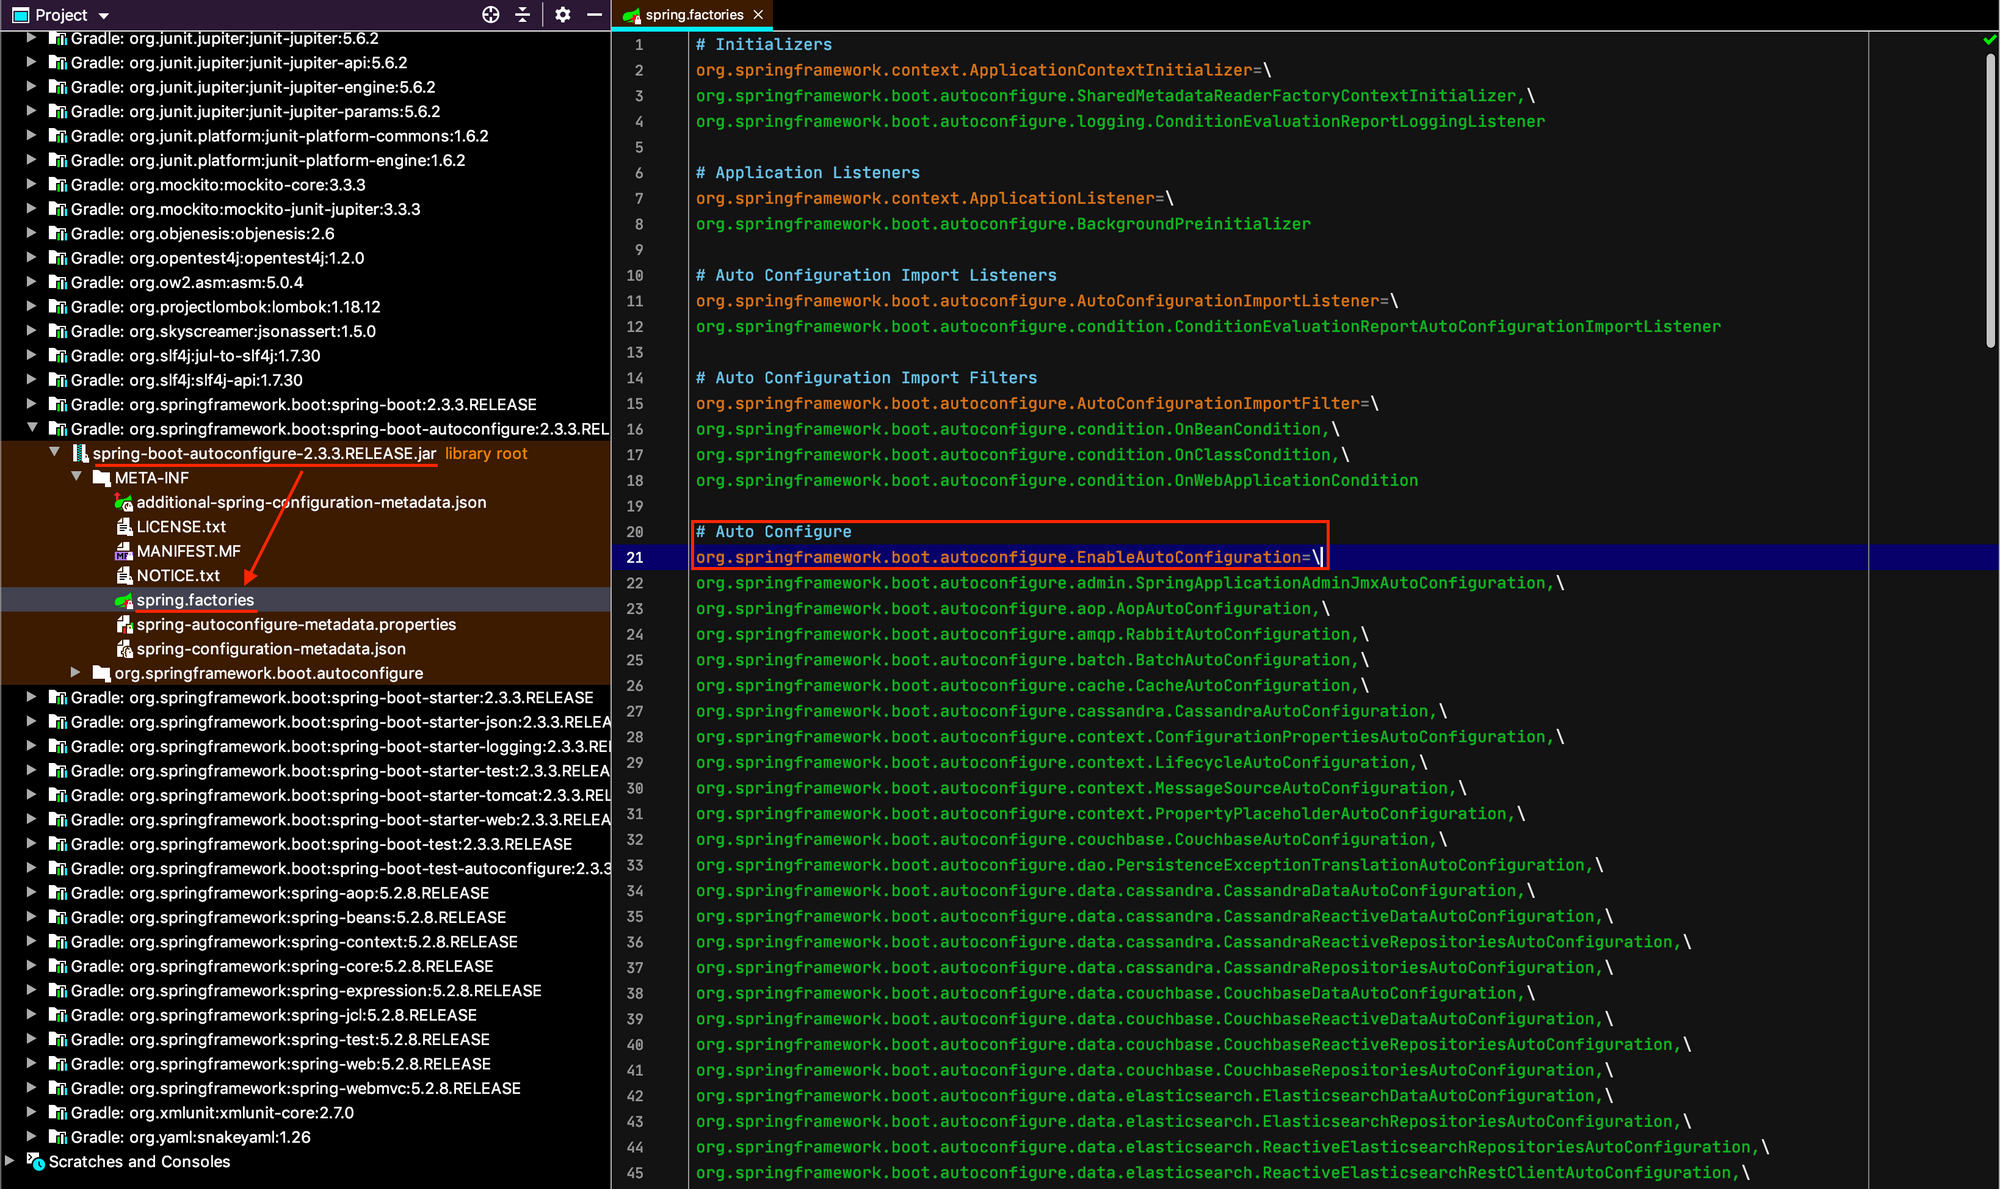 Project
Gradle: org.junit.jupiter:junit-jupiter:5.6.2
Gradle: org.junit.jupiter:junit-jupiter-api:5.6.2
Gradle: org.junit.jupiter:junit-jupiter-engine:5.6.2
Gradle: org.junit.jupiter:junit-jupiter-params:5.6.2
Gradle: org.junit.platform:junit-platform-commons:1.6.2
Gradle: org.junit.platform:junit-platform-engine:1.6.2
Gradle: org.mockito:mockito-core:3.3.3
Gradle: org.mockito:mockito-junit-jupiter:3.3.3
Gradle: org.objenesis:objenesis:2.6
Gradle: org.opentest4j:opentest4j:1.2.0
Gradle: org.ow2.asm:asm:5.0.4
Gradle: org.projectlombok:lombok:1.18.12
Gradle: org.skyscreamer:jsonassert:1.5.0
Gradle: org.slf4j:jul-to-slf4j:1.7.30
Gradle: org.slf4j:slf4j-api:1.7.30
Gradle: org.springframework.boot:spring-boot:2.3.3.RELEASE
Gradle: org.springframework.boot:spring-boot-autoconfigure:2.3.3.REL
spring-boot-autoconfigure-2.3.3.RELEASE.jar library root
META-INF
additional-spring-configuration-metadata.json
LICENSE.txt
MANIFEST.MF
NOTICE.txt
spring.factories
spring-autoconfigure-metadata.properties
spring-configuration-metadata.json
org.springframework.boot.autoconfigure
Gradle: org.springframework.boot:spring-boot-starter:2.3.3.RELEASE
Gradle: org.springframework.boot:spring-boot-starter-json:2.3.3.RELEA
Gradle: org.springframework.boot:spring-boot-starter-logging:2.3.3.REI
Gradle: org.springframework.boot:spring-boot-starter-test:2.3.3.RELEA
Gradle: org.springframework.boot:spring-boot-starter-tomcat:2.3.3.REL
Gradle: org.springframework.boot:spring-boot-starter-web:2.3.3.RELEA
Gradle: org.springframework.boot:spring-boot-test:2.3.3.RELEASE
Gradle: org.springframework.boot:spring-boot-test-autoconfigure:2.3.3
Gradle: org.springframework:spring-aop:5.2.8.RELEASE
Gradle: org.springframework:spring-beans:5.2.8.RELEASE
Gradle: org.springframework:spring-context:5.2.8.RELEASE
Gradle: org.springframework:spring-core:5.2.8.RELEASE
Gradle: org.springframework:spring-expression:5.2.8.RELEASE
Gradle: org.springframework:spring-jcl:5.2.8.RELEASE
Gradle: org.springframework:spring-test:5.2.8.RELEASE
Gradle: org.springframework:spring-web:5.2.8.RELEASE
Gradle: org.springframework:spring-webmvc:5.2.8.RELEASE
Gradle: org.xmlunit:xmlunit-core:2.7.0
Gradle: org.yaml:snakeyaml:1.26
Scratches and Consoles
spring.factories
1 # Initializers
2 org.springframework.context.ApplicationContextInitializer=\
3 org.springframework.boot.autoconfigure.SharedMetadataReaderFactoryContextInitializer,\
4 org.springframework.boot.autoconfigure.logging.ConditionEvaluationReportLoggingListener
5
6 # Application Listeners
7 org.springframework.context.ApplicationListener=\
8 org.springframework.boot.autoconfigure.BackgroundPreinitializer
9
10 # Auto Configuration Import Listeners
11 org.springframework.boot.autoconfigure.AutoConfigurationImportListener=\
12 org.springframework.boot.autoconfigure.condition.ConditionEvaluationReportAutoConfigurationImportListener
13
14 # Auto Configuration Import Filters
15 org.springframework.boot.autoconfigure.AutoConfigurationImportFilter=\
16 org.springframework.boot.autoconfigure.condition.OnBeanCondition,\
17 org.springframework.boot.autoconfigure.condition.OnClassCondition,\
18 org.springframework.boot.autoconfigure.condition.OnWebApplicationCondition
19
20 # Auto Configure
21 org.springframework.boot.autoconfigure.EnableAutoConfiguration=\
22 org.springframework.boot.autoconfigure.admin.SpringApplicationAdminJmxAutoConfiguration,\
23 org.springframework.boot.autoconfigure.aop.AopAutoConfiguration,\
24 org.springframework.boot.autoconfigure.amqp.RabbitAutoConfiguration,\
25 org.springframework.boot.autoconfigure.batch.BatchAutoConfiguration,\
26 org.springframework.boot.autoconfigure.cache.CacheAutoConfiguration,\
27 org.springframework.boot.autoconfigure.cassandra.CassandraAutoConfiguration,\
28 org.springframework.boot.autoconfigure.context.ConfigurationPropertiesAutoConfiguration,\
29 org.springframework.boot.autoconfigure.context.LifecycleAutoConfiguration,\
30 org.springframework.boot.autoconfigure.context.MessageSourceAutoConfiguration,\
31 org.springframework.boot.autoconfigure.context.PropertyPlaceholderAutoConfiguration,\
32 org.springframework.boot.autoconfigure.couchbase.CouchbaseAutoConfiguration,\
33 org.springframework.boot.autoconfigure.dao.PersistenceExceptionTranslationAutoConfiguration,\
34 org.springframework.boot.autoconfigure.data.cassandra.CassandraDataAutoConfiguration,\
35 org.springframework.boot.autoconfigure.data.cassandra.CassandraReactiveDataAutoConfiguration,\
36 org.springframework.boot.autoconfigure.data.cassandra.CassandraReactiveRepositoriesAutoConfiguration,\
37 org.springframework.boot.autoconfigure.data.cassandra.CassandraRepositoriesAutoConfiguration,\
38 org.springframework.boot.autoconfigure.data.couchbase.CouchbaseDataAutoConfiguration,\
39 org.springframework.boot.autoconfigure.data.couchbase.CouchbaseReactiveDataAutoConfiguration,\
40 org.springframework.boot.autoconfigure.data.couchbase.CouchbaseReactiveRepositoriesAutoConfiguration,\
41 org.springframework.boot.autoconfigure.data.couchbase.CouchbaseRepositoriesAutoConfiguration,\
42 org.springframework.boot.autoconfigure.data.elasticsearch.ElasticsearchDataAutoConfiguration,\
43 org.springframework.boot.autoconfigure.data.elasticsearch.ElasticsearchRepositoriesAutoConfiguration,\
44 org.springframework.boot.autoconfigure.data.elasticsearch.ReactiveElasticsearchRepositoriesAutoConfiguration,\
45 org.springframework.boot.autoconfigure.data.elasticsearch.ReactiveElasticsearchRestClientAutoConfiguration,\